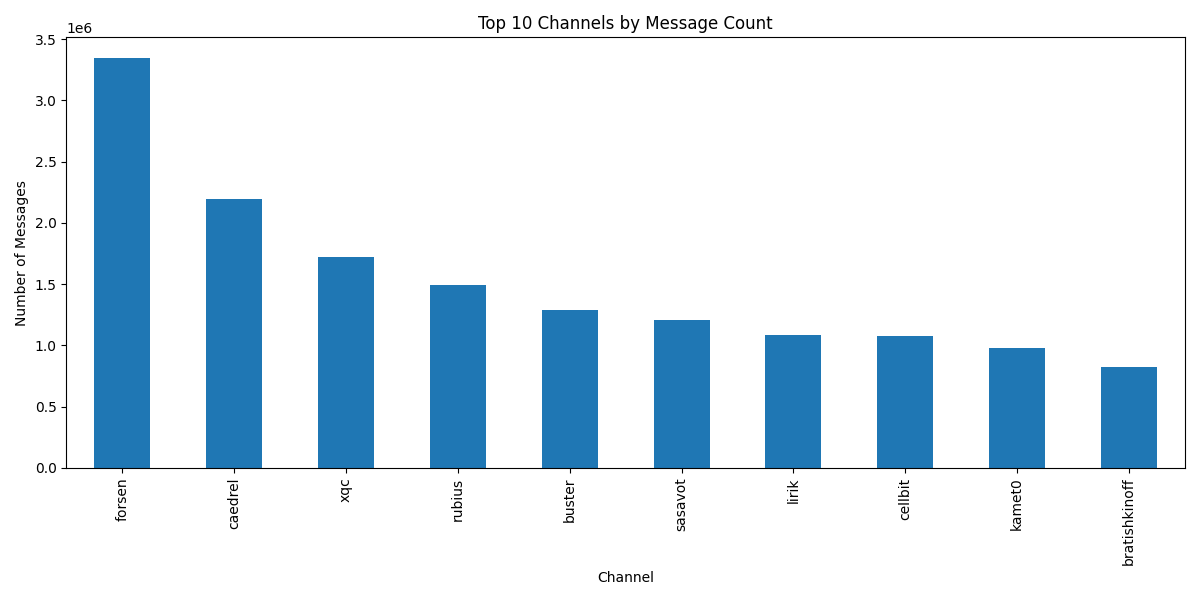 Top 10 Channels by Message Count
1e6
3.5
3.0
2.5
2.0
1.5
1.0
0.5
0.0
Number of Messages
forsen
caedrel
xqc
rubius
buster
sasavot
lirik
cellbit
kamet0
bratishkinoff
Channel